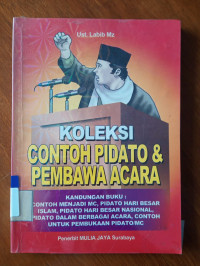 Ust. Labib Mz
KOLEKSI
CONTOH PIDATO &
PEMBAWA ACARA
KANDUNGAN BUKU :
CONTOH MENJADI MC, PIDATO HARI BESAR
ISLAM, PIDATO HARI BESAR NASIONAL,
PIDATO DALAM BERBAGAI ACARA, CONTOH
UNTUK PEMBUKAAN PIDATO/MC
Penerbit MULIA JAYA Surabaya